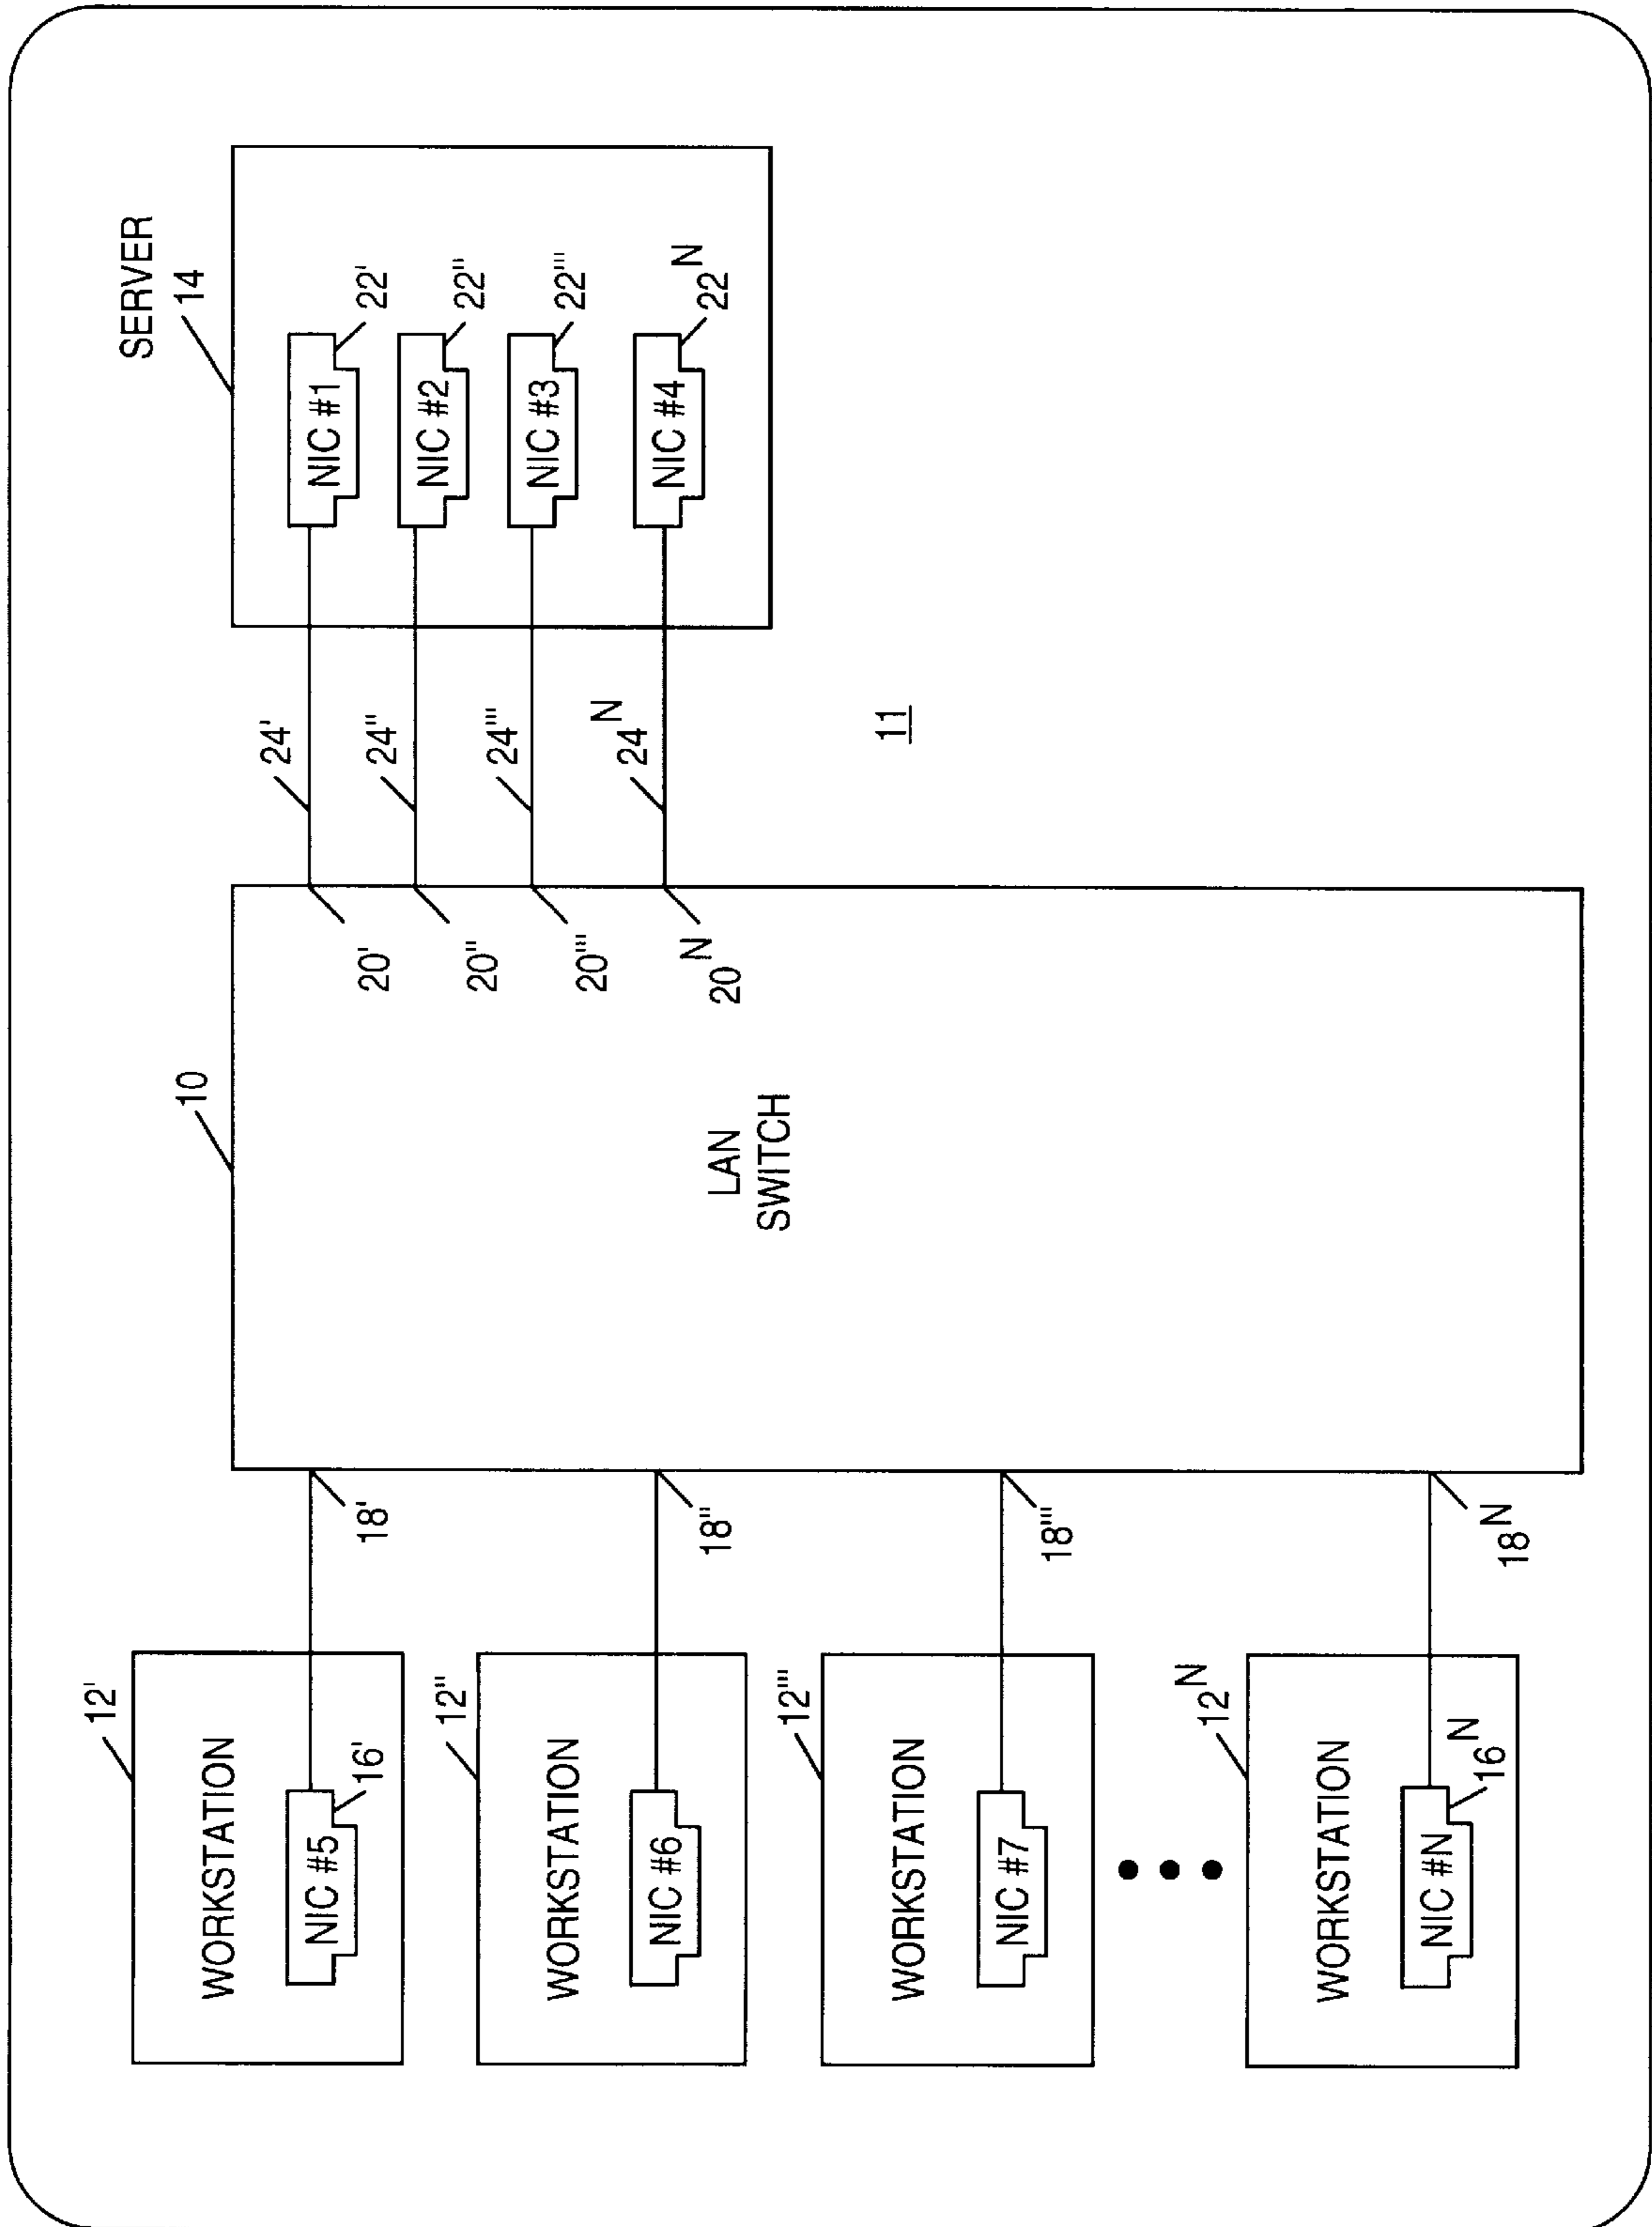 12'
WORKSTATION
NIC #5
16'
12"
WORKSTATION
NIC #6
12'''
WORKSTATION
NIC #7
12N
WORKSTATION
NIC #N
16N
18'
18"
18'''
18N
10
LAN
SWITCH
20'
20"
20'''
20N
24'
24"
24'''
24N
11
SERVER
14
NIC #1
22'
NIC #2
22"
NIC #3
22'''
NIC #4
22N